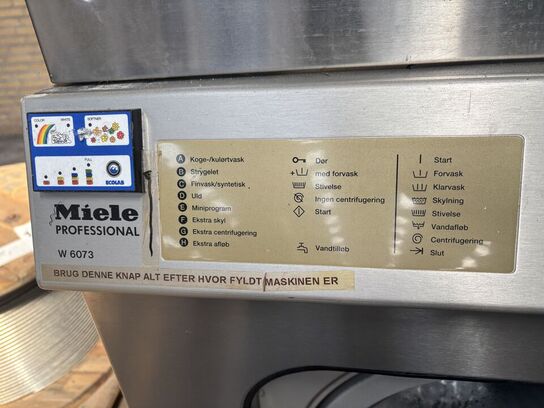 COLOR WHITE SOFTNER
FULL
ECOLAB
Miele
PROFESSIONAL
W 6073
A Koge-/kulørtvask
B Strygelet
C Finvask/syntetisk
D Uld
E Miniprogram
F Ekstra skyl
G Ekstra centrifugering
H Ekstra afløb
Dør
+ med forvask
Stivelse
Ingen centrifugering
Start
Vandtilløb
Start
Forvask
Klarvask
Skylning
Stivelse
Vandafløb
Centrifugering
Slut
BRUG DENNE KNAP ALT EFTER HVOR FYLDT MASKINEN ER